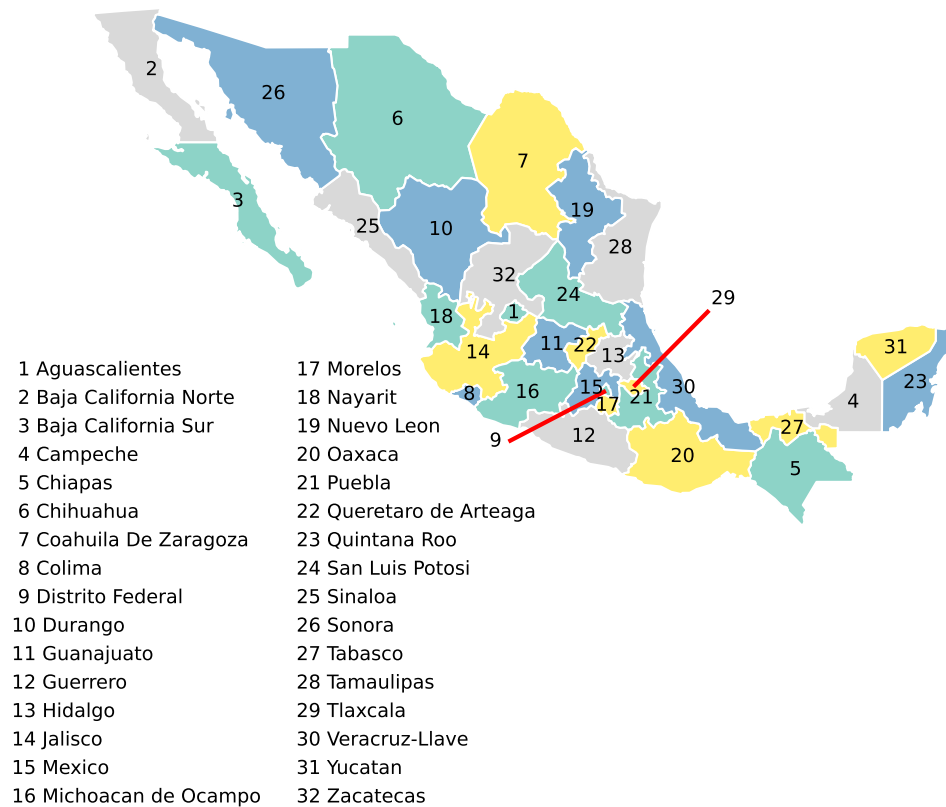 2
26
6
7
3
19
25
10
28
32
24
29
18
1
11
22
13
14
31
15
30
23
8
16
17
21
4
9
12
27
20
5
1 Aguascalientes
2 Baja California Norte
3 Baja California Sur
4 Campeche
5 Chiapas
6 Chihuahua
7 Coahuila De Zaragoza
8 Colima
9 Distrito Federal
10 Durango
11 Guanajuato
12 Guerrero
13 Hidalgo
14 Jalisco
15 Mexico
16 Michoacan de Ocampo
17 Morelos
18 Nayarit
19 Nuevo Leon
20 Oaxaca
21 Puebla
22 Queretaro de Arteaga
23 Quintana Roo
24 San Luis Potosi
25 Sinaloa
26 Sonora
27 Tabasco
28 Tamaulipas
29 Tlaxcala
30 Veracruz-Llave
31 Yucatan
32 Zacatecas